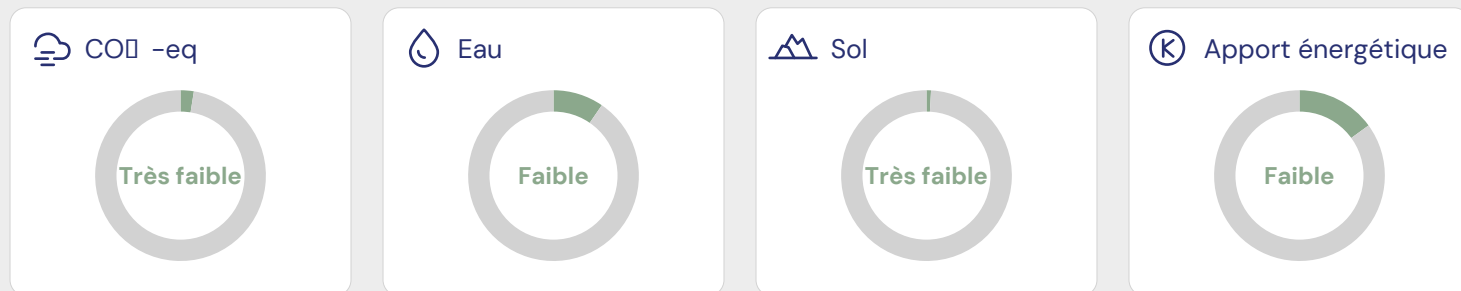 CO▯ -eq
Très faible
Eau
Faible
Sol
Très faible
Apport énergétique
Faible